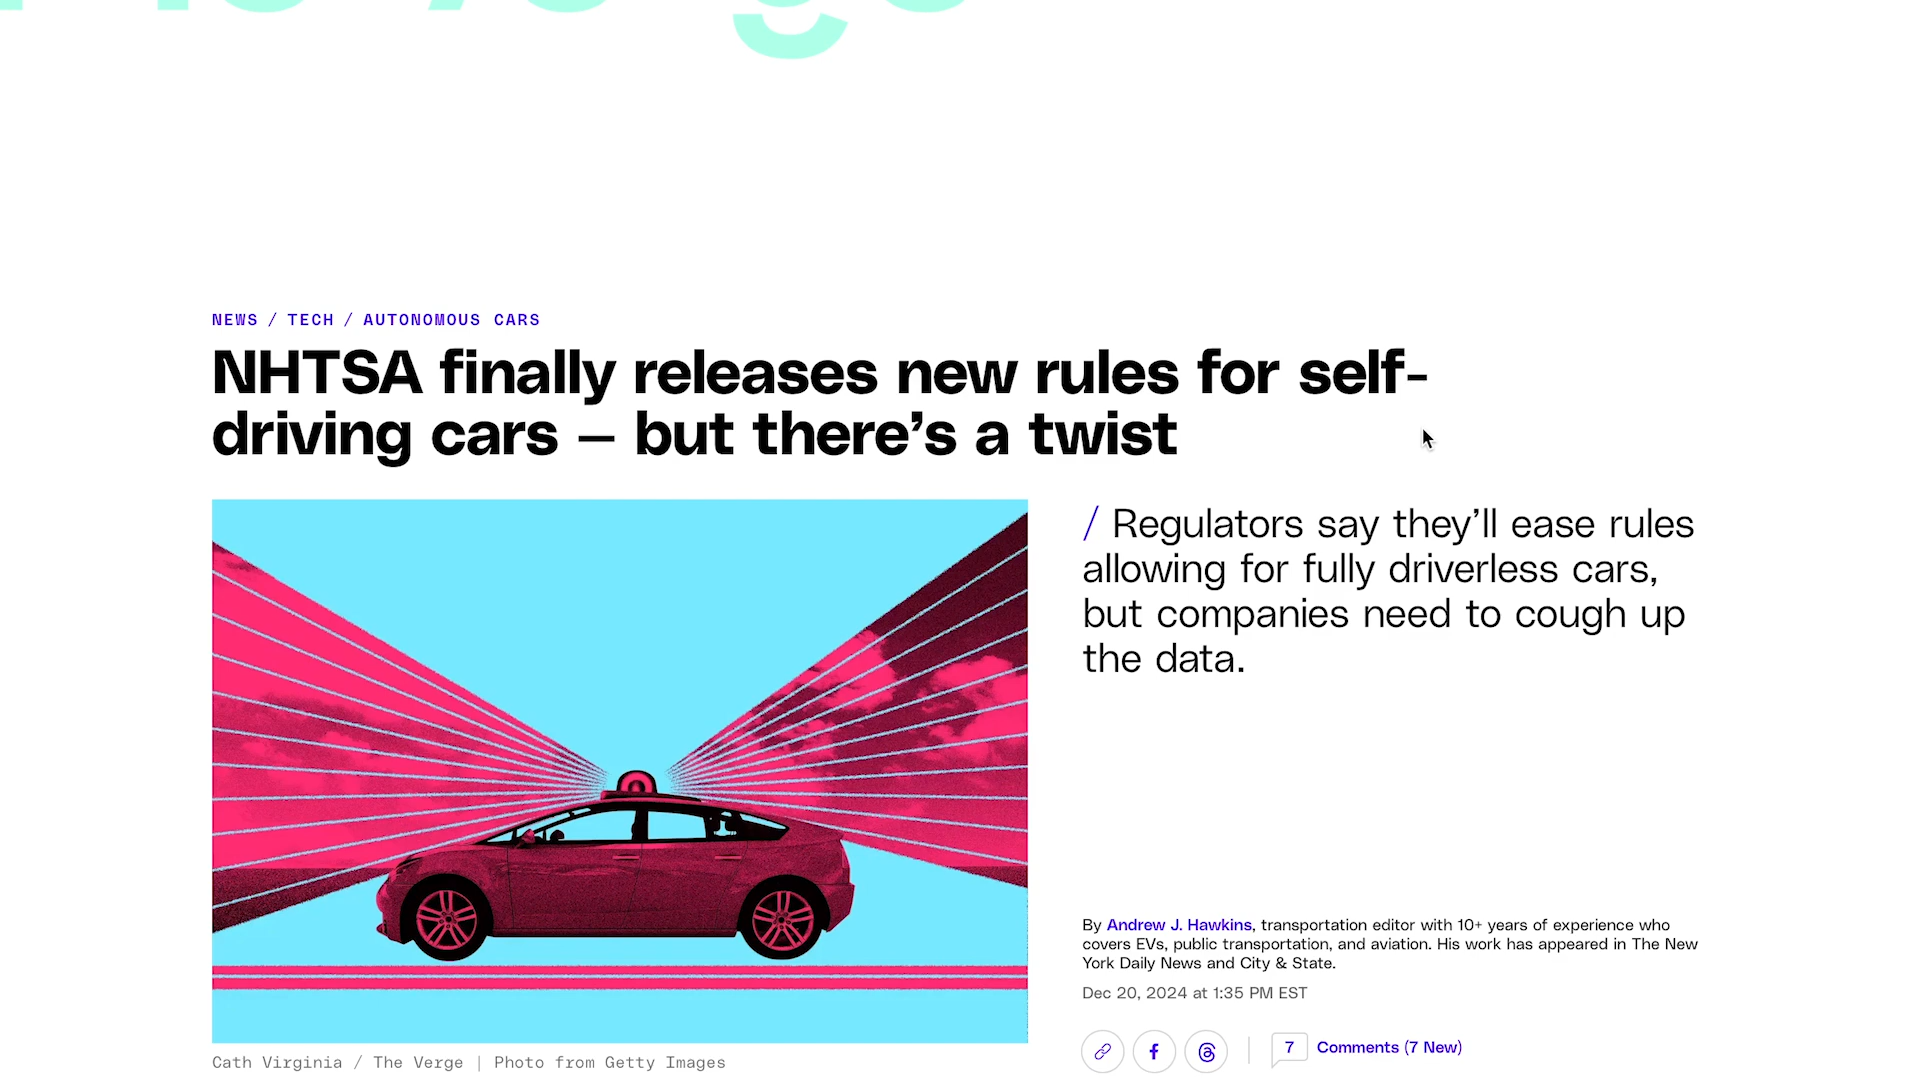 NEWS / TECH / AUTONOMOUS CARS
NHTSA finally releases new rules for self-
driving cars – but there's a twist
/ Regulators say they'll ease rules
allowing for fully driverless cars,
but companies need to cough up
the data.
By Andrew J. Hawkins, transportation editor with 10+ years of experience who
covers EVs, public transportation, and aviation. His work has appeared in The New
York Daily News and City & State.
Dec 20, 2024 at 1:35 PM EST
7 Comments (7 New)
Cath Virginia / The Verge | Photo from Getty Images